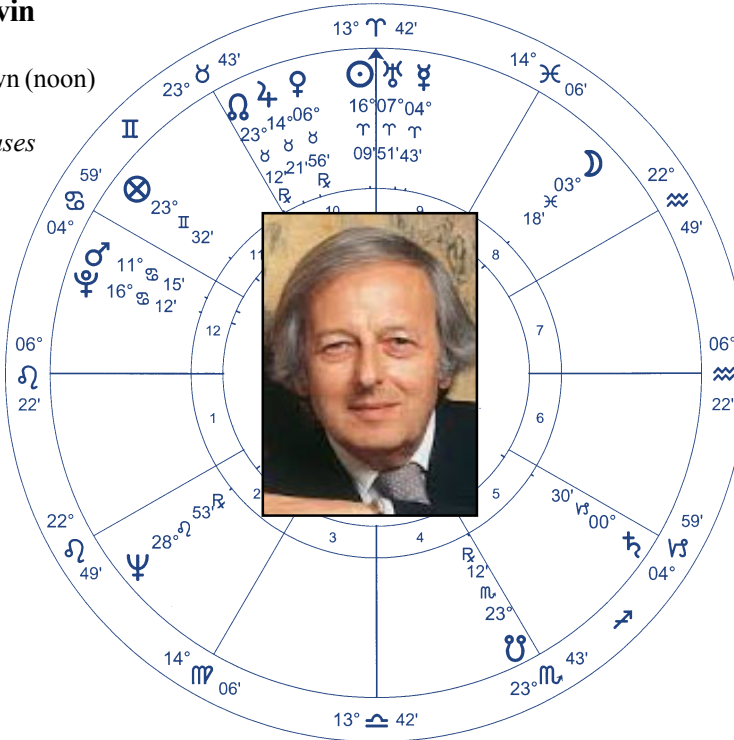 vin
yn (noon)
uses
13° ♈ 42'
23° ♉ 43'
14° ♓ 06'
♊
☊ ♃ ♀
☉ ♅ ☿
23° 14° 06°
♉ ♉ ♉
12' 21' 56'
℞ ℞
16° 07° 04°
♈ ♈ ♈
09' 51' 43'
59'
♋
04°
⊗ 23° ♊ 32'
☽ 03° ♓ 18'
22°
♒
49'
♂ 11° ♋ 15'
♇ 16° ♋ 12'
10
9
11
8
12
7
06°
♌
22'
06°
♒
22'
1
6
2
5
3
4
22°
♌
49'
♆ 28° ♌ 53' ℞
30' ♑ 00° ♄
59'
♑
04°
℞
12'
♏
23°
☋
♐
14° ♍ 06'
23° ♏ 43'
13° ♎ 42'